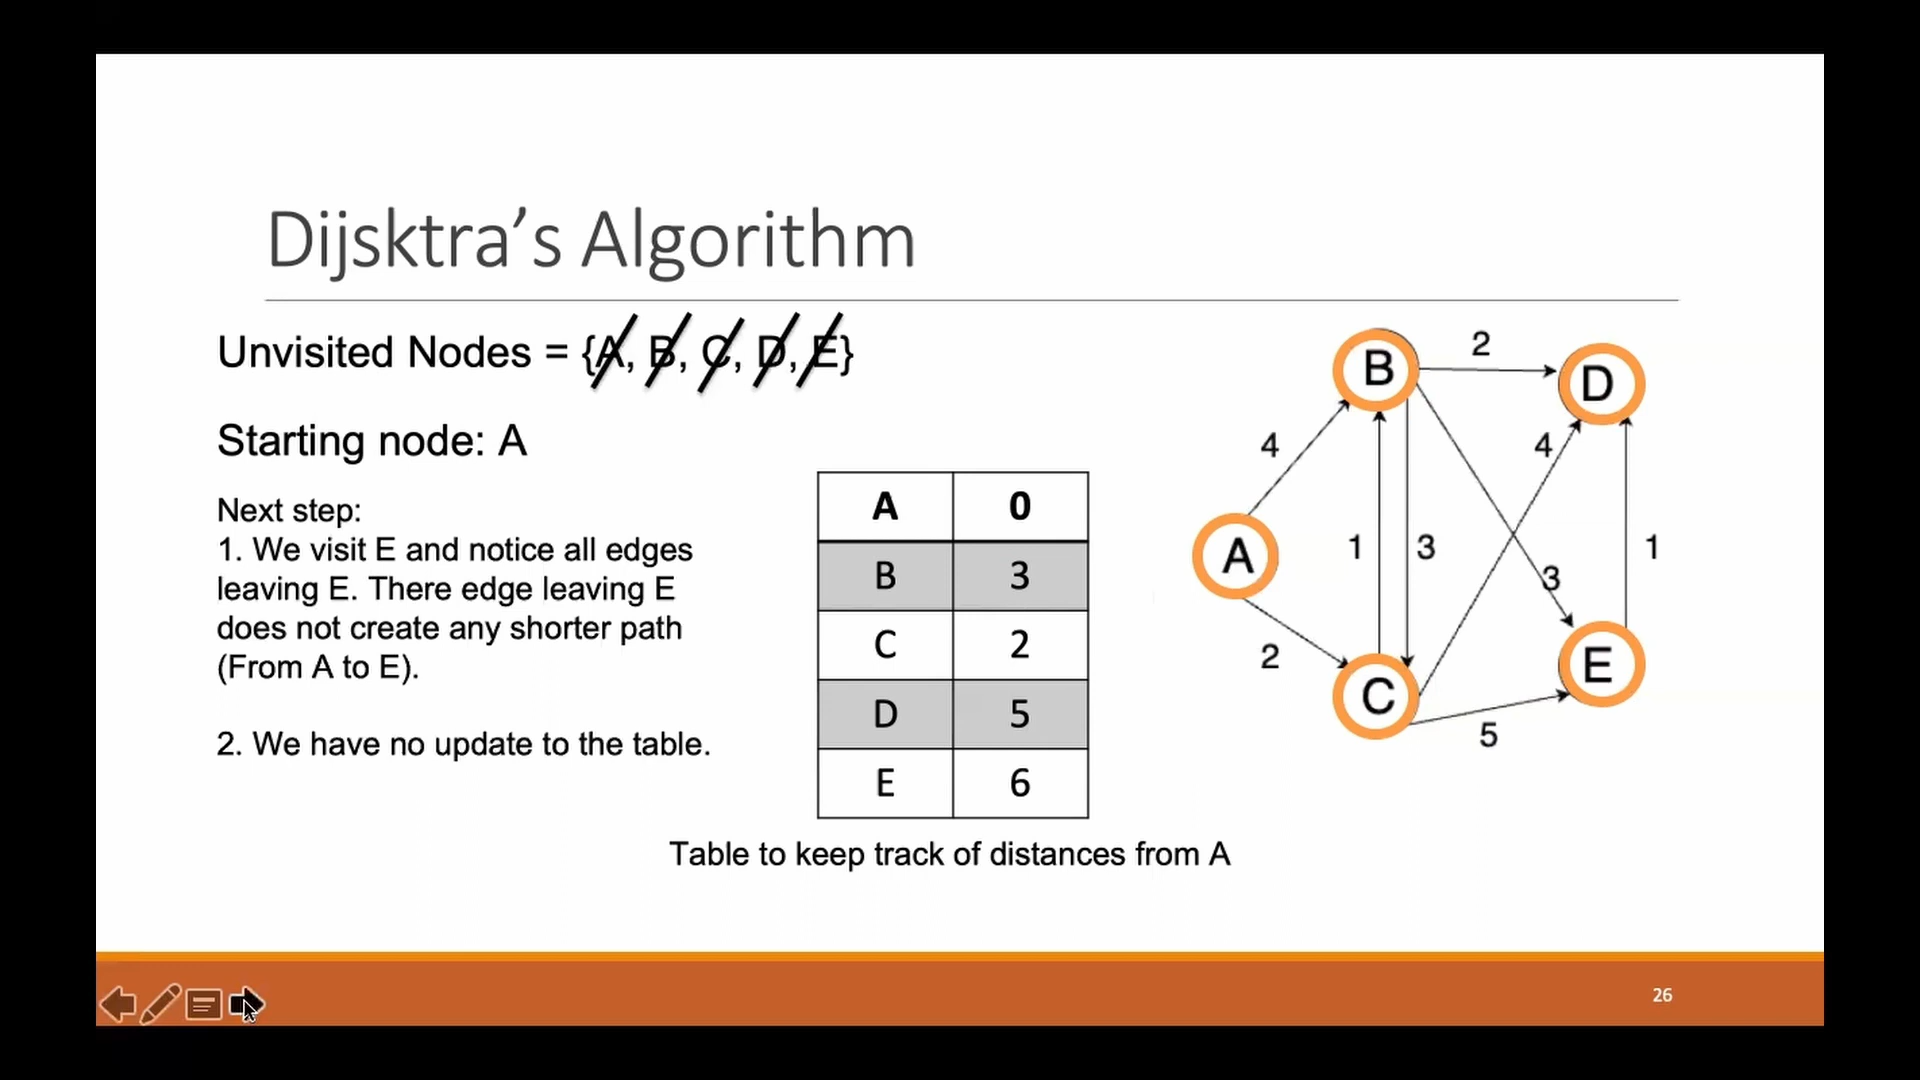 Dijsktra’s Algorithm
Unvisited Nodes = {A, B, C, D, E}
Starting node: A
Next step:
1. We visit E and notice all edges
leaving E. There edge leaving E
does not create any shorter path
(From A to E).
2. We have no update to the table.
A 0
B 3
C 2
D 5
E 6
Table to keep track of distances from A
B
2
D
4
4
A
1
3
3
1
2
C
E
5
26